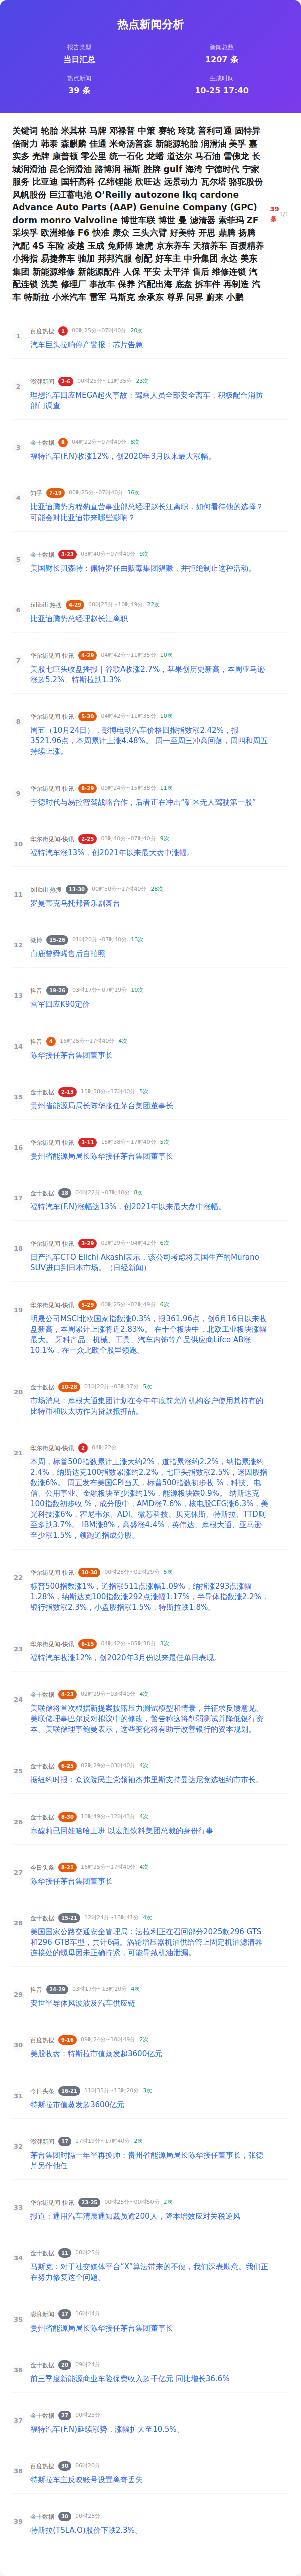 热点新闻分析
报告类型
当日汇总
新闻总数
1207 条
热点新闻
39 条
生成时间
10-25 17:40
关键词 轮胎 米其林 马牌 邓禄普 中策 赛轮 玲珑 普利司通 固特异
倍耐力 韩泰 森麒麟 佳通 米奇汤普森 新能源轮胎 润滑油 美孚 嘉
实多 壳牌 康普顿 零公里 统一石化 龙蟠 道达尔 马石油 雪佛龙 长
城润滑油 昆仑润滑油 路博润 福斯 胜牌 gulf 海湾 宁德时代 宁家
服务 比亚迪 国轩高科 亿纬锂能 欣旺达 远景动力 瓦尔塔 骆驼股份
风帆股份 巨江蓄电池 O’Reilly autozone lkq cardone
Advance Auto Parts (AAP) Genuine Company (GPC)
dorm monro Valvoline 博世车联 博世 曼 滤清器 索菲玛 ZF
采埃孚 欧洲维修 F6 快准 康众 三头六臂 好美特 开思 鼎腾 扬腾
汽配 4S 车险 凌越 玉成 兔师傅 途虎 京东养车 天猫养车 百援精养
小拇指 易捷养车 驰加 邦邦汽服 创配 好车主 中升集团 永达 美东
集团 新能源维修 新能源配件 人保 平安 太平洋 售后 维修连锁 汽
配连锁 洗美 修理厂 事故车 保养 汽配出海 底盘 拆车件 再制造 汽
车 特斯拉 小米汽车 雷军 马斯克 余承东 尊界 问界 蔚来 小鹏
39
条
1/1
1
百度热搜 1 00时25分~07时40分 20次
汽车巨头拉响停产警报：芯片告急
2
澎湃新闻 2-6 00时25分~11时35分 23次
理想汽车回应MEGA起火事故：驾乘人员全部安全离车，积极配合消防
部门调查
3
金十数据 8 04时22分~07时40分 8次
福特汽车(F.N)收涨12%，创2020年3月以来最大涨幅。
4
知乎 7-19 00时25分~07时40分 16次
比亚迪腾势方程豹直营事业部总经理赵长江离职，如何看待他的选择？
可能会对比亚迪带来哪些影响？
5
金十数据 3-23 03时40分~07时40分 9次
美国财长贝森特：佩特罗任由贩毒集团猖獗，并拒绝制止这种活动。
6
bilibili 热搜 4-29 00时25分~10时49分 22次
比亚迪腾势总经理赵长江离职
7
华尔街见闻-快讯 4-29 04时42分~11时35分 10次
美股七巨头收盘播报｜谷歌A收涨2.7%，苹果创历史新高，本周亚马逊
涨超5.2%、特斯拉跌1.3%
8
华尔街见闻-快讯 5-30 04时42分~11时35分 10次
周五（10月24日），彭博电动汽车价格回报指数涨2.42%，报
3521.96点，本周累计上涨4.48%。 周一至周三冲高回落，周四和周五
持续上涨。
9
华尔街见闻-快讯 8-29 09时24分~15时38分 11次
宁德时代与易控智驾战略合作，后者正在冲击“矿区无人驾驶第一股”
10
华尔街见闻-快讯 2-25 03时40分~07时40分 9次
福特汽车涨13%，创2021年以来最大盘中涨幅。
11
bilibili 热搜 13-30 00时50分~17时40分 28次
罗曼蒂克乌托邦音乐剧舞台
12
微博 15-26 01时20分~07时40分 13次
白鹿曾舜晞售后自拍照
13
抖音 19-26 03时17分~07时19分 10次
雷军回应K90定价
14
抖音 4 16时25分~17时40分 4次
陈华接任茅台集团董事长
15
金十数据 2-13 15时38分~17时40分 5次
贵州省能源局局长陈华接任茅台集团董事长
16
华尔街见闻-快讯 3-11 15时38分~17时40分 5次
贵州省能源局局长陈华接任茅台集团董事长
17
金十数据 18 04时22分~07时40分 8次
福特汽车(F.N)涨幅达13%，创2021年以来最大盘中涨幅。
18
华尔街见闻-快讯 3-29 02时29分~04时42分 6次
日产汽车CTO Eiichi Akashi表示，该公司考虑将美国生产的Murano
SUV进口到日本市场。（日经新闻）
19
华尔街见闻-快讯 5-29 00时25分~02时49分 6次
明晟公司MSCI北欧国家指数涨0.3%，报361.96点，创6月16日以来收
盘新高，本周累计上涨将近2.83%。 在十个板块中，北欧工业板块涨幅
最大。 牙科产品、机械、工具、汽车内饰等产品供应商Lifco AB涨
10.1%，在一众北欧个股里领跑。
20
金十数据 10-28 01时20分~03时17分 5次
市场消息：摩根大通集团计划在今年年底前允许机构客户使用其持有的
比特币和以太坊作为贷款抵押品。
21
华尔街见闻-快讯 2 04时22分
本周，标普500指数累计上涨大约2%，道指累涨约2.2%，纳指累涨约
2.4%，纳斯达克100指数累涨约2.2%，七巨头指数涨2.5%，迷因股指
数涨6%。 周五发布美国CPI当天，标普500指数初步收 %，科技、电
信、公用事业、金融板块至少涨约1%，能源板块跌0.9%。 纳斯达克
100指数初步收 %，成分股中，AMD涨7.6%，核电股CEG涨6.3%，美
光科技涨6%，霍尼韦尔、ADI、微芯科技、贝克休斯、特斯拉、TTD则
至多跌3.7%。 IBM涨8%，高盛涨4.4%，英伟达、摩根大通、亚马逊
至少涨1.5%，领跑道指成分股。
22
华尔街见闻-快讯 10-30 00时25分~02时29分 5次
标普500指数涨1%，道指涨511点涨幅1.09%，纳指涨293点涨幅
1.28%，纳斯达克100指数涨292点涨幅1.17%，半导体指数涨2.2%，
银行指数涨2.3%，小盘股指涨1.5%，特斯拉跌1.8%。
23
华尔街见闻-快讯 6-15 04时42分~05时38分 3次
福特汽车收涨12%，创2020年3月份以来最佳单日表现。
24
金十数据 4-23 02时29分~03时40分 4次
美联储将首次根据新提案披露压力测试模型和情景，并征求反馈意见。
美联储理事巴尔反对拟议中的修改，警告称这将削弱测试并降低银行资
本。美联储理事鲍曼表示，这些变化将有助于改善银行的资本规划。
25
金十数据 6-25 02时29分~03时40分 4次
据纽约时报：众议院民主党领袖杰弗里斯支持曼达尼竞选纽约市市长。
26
金十数据 8-30 10时49分~12时43分 4次
宗馥莉已回娃哈哈上班 以宏胜饮料集团总裁的身份行事
27
今日头条 8-21 16时25分~17时40分 4次
陈华接任茅台集团董事长
28
金十数据 15-21 12时24分~13时41分 4次
美国国家公路交通安全管理局：法拉利正在召回部分2025款296 GTS
和296 GTB车型，共计6辆。涡轮增压器机油供给管上固定机油滤清器
连接处的螺母因未正确拧紧，可能导致机油泄漏。
29
抖音 24-29 03时17分~13时20分 4次
安世半导体风波波及汽车供应链
30
百度热搜 9-16 09时24分~10时49分 2次
美股收盘：特斯拉市值蒸发超3600亿元
31
今日头条 16-21 11时35分~13时20分 3次
特斯拉市值蒸发超3600亿元
32
澎湃新闻 17 17时19分~17时40分 2次
茅台集团时隔一年半再换帅：贵州省能源局局长陈华接任董事长，张德
芹另作他任
33
华尔街见闻-快讯 23-25 00时25分~00时50分 2次
报道：通用汽车清晨通知裁员逾200人，降本增效应对关税逆风
34
金十数据 11 00时25分
马斯克：对于社交媒体平台“X”算法带来的不便，我们深表歉意。我们正
在努力修复这个问题。
35
澎湃新闻 17 16时44分
贵州省能源局局长陈华接任茅台集团董事长
36
金十数据 20 09时24分
前三季度新能源商业车险保费收入超千亿元 同比增长36.6%
37
金十数据 27 00时25分
福特汽车(F.N)延续涨势，涨幅扩大至10.5%。
38
百度热搜 30 06时20分
特斯拉车主反映账号设置离奇丢失
39
金十数据 30 00时25分
特斯拉(TSLA.O)股价下跌2.3%。